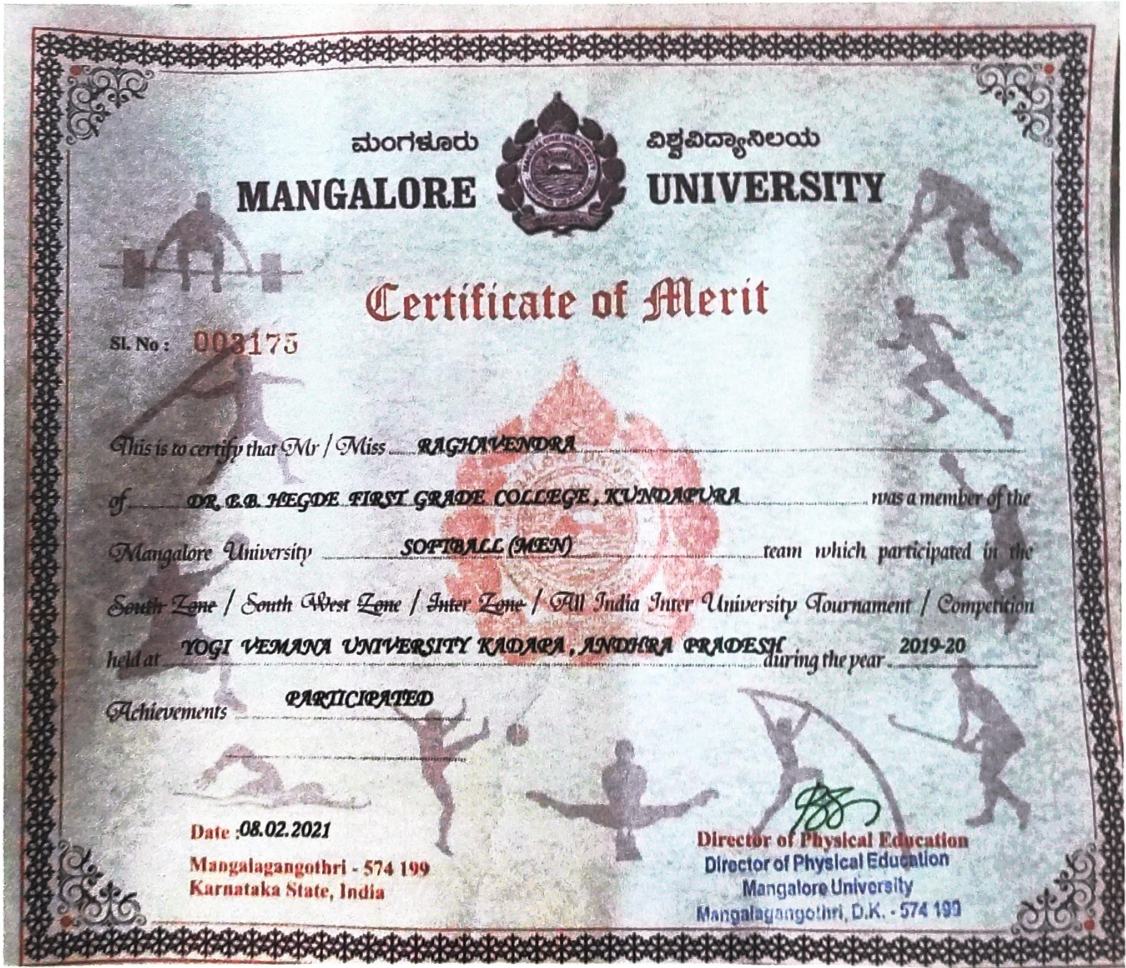 ಮಂಗಳೂರು ವಿಶ್ವವಿದ್ಯಾನಿಲಯ
MANGALORE UNIVERSITY
Certificate of Merit
Sl. No : 003175
This is to certify that Mr / Miss RAGHAVENDRA
of DR. B.B. HEGDE FIRST GRADE COLLEGE, KUNDAPURA was a member of the
Mangalore University SOFTBALL (MEN) team which participated in the
South Zone / South West Zone / Inter Zone / All India Inter University Tournament / Competition
held at YOGI VEMANA UNIVERSITY KADAPA, ANDHRA PRADESH during the year 2019-20
Achievements PARTICIPATED
Date :08.02.2021
Mangalagangothri - 574 199
Karnataka State, India
Director of Physical Education
Director of Physical Education
Mangalore University
Mangalagangothri, D.K. - 574 199